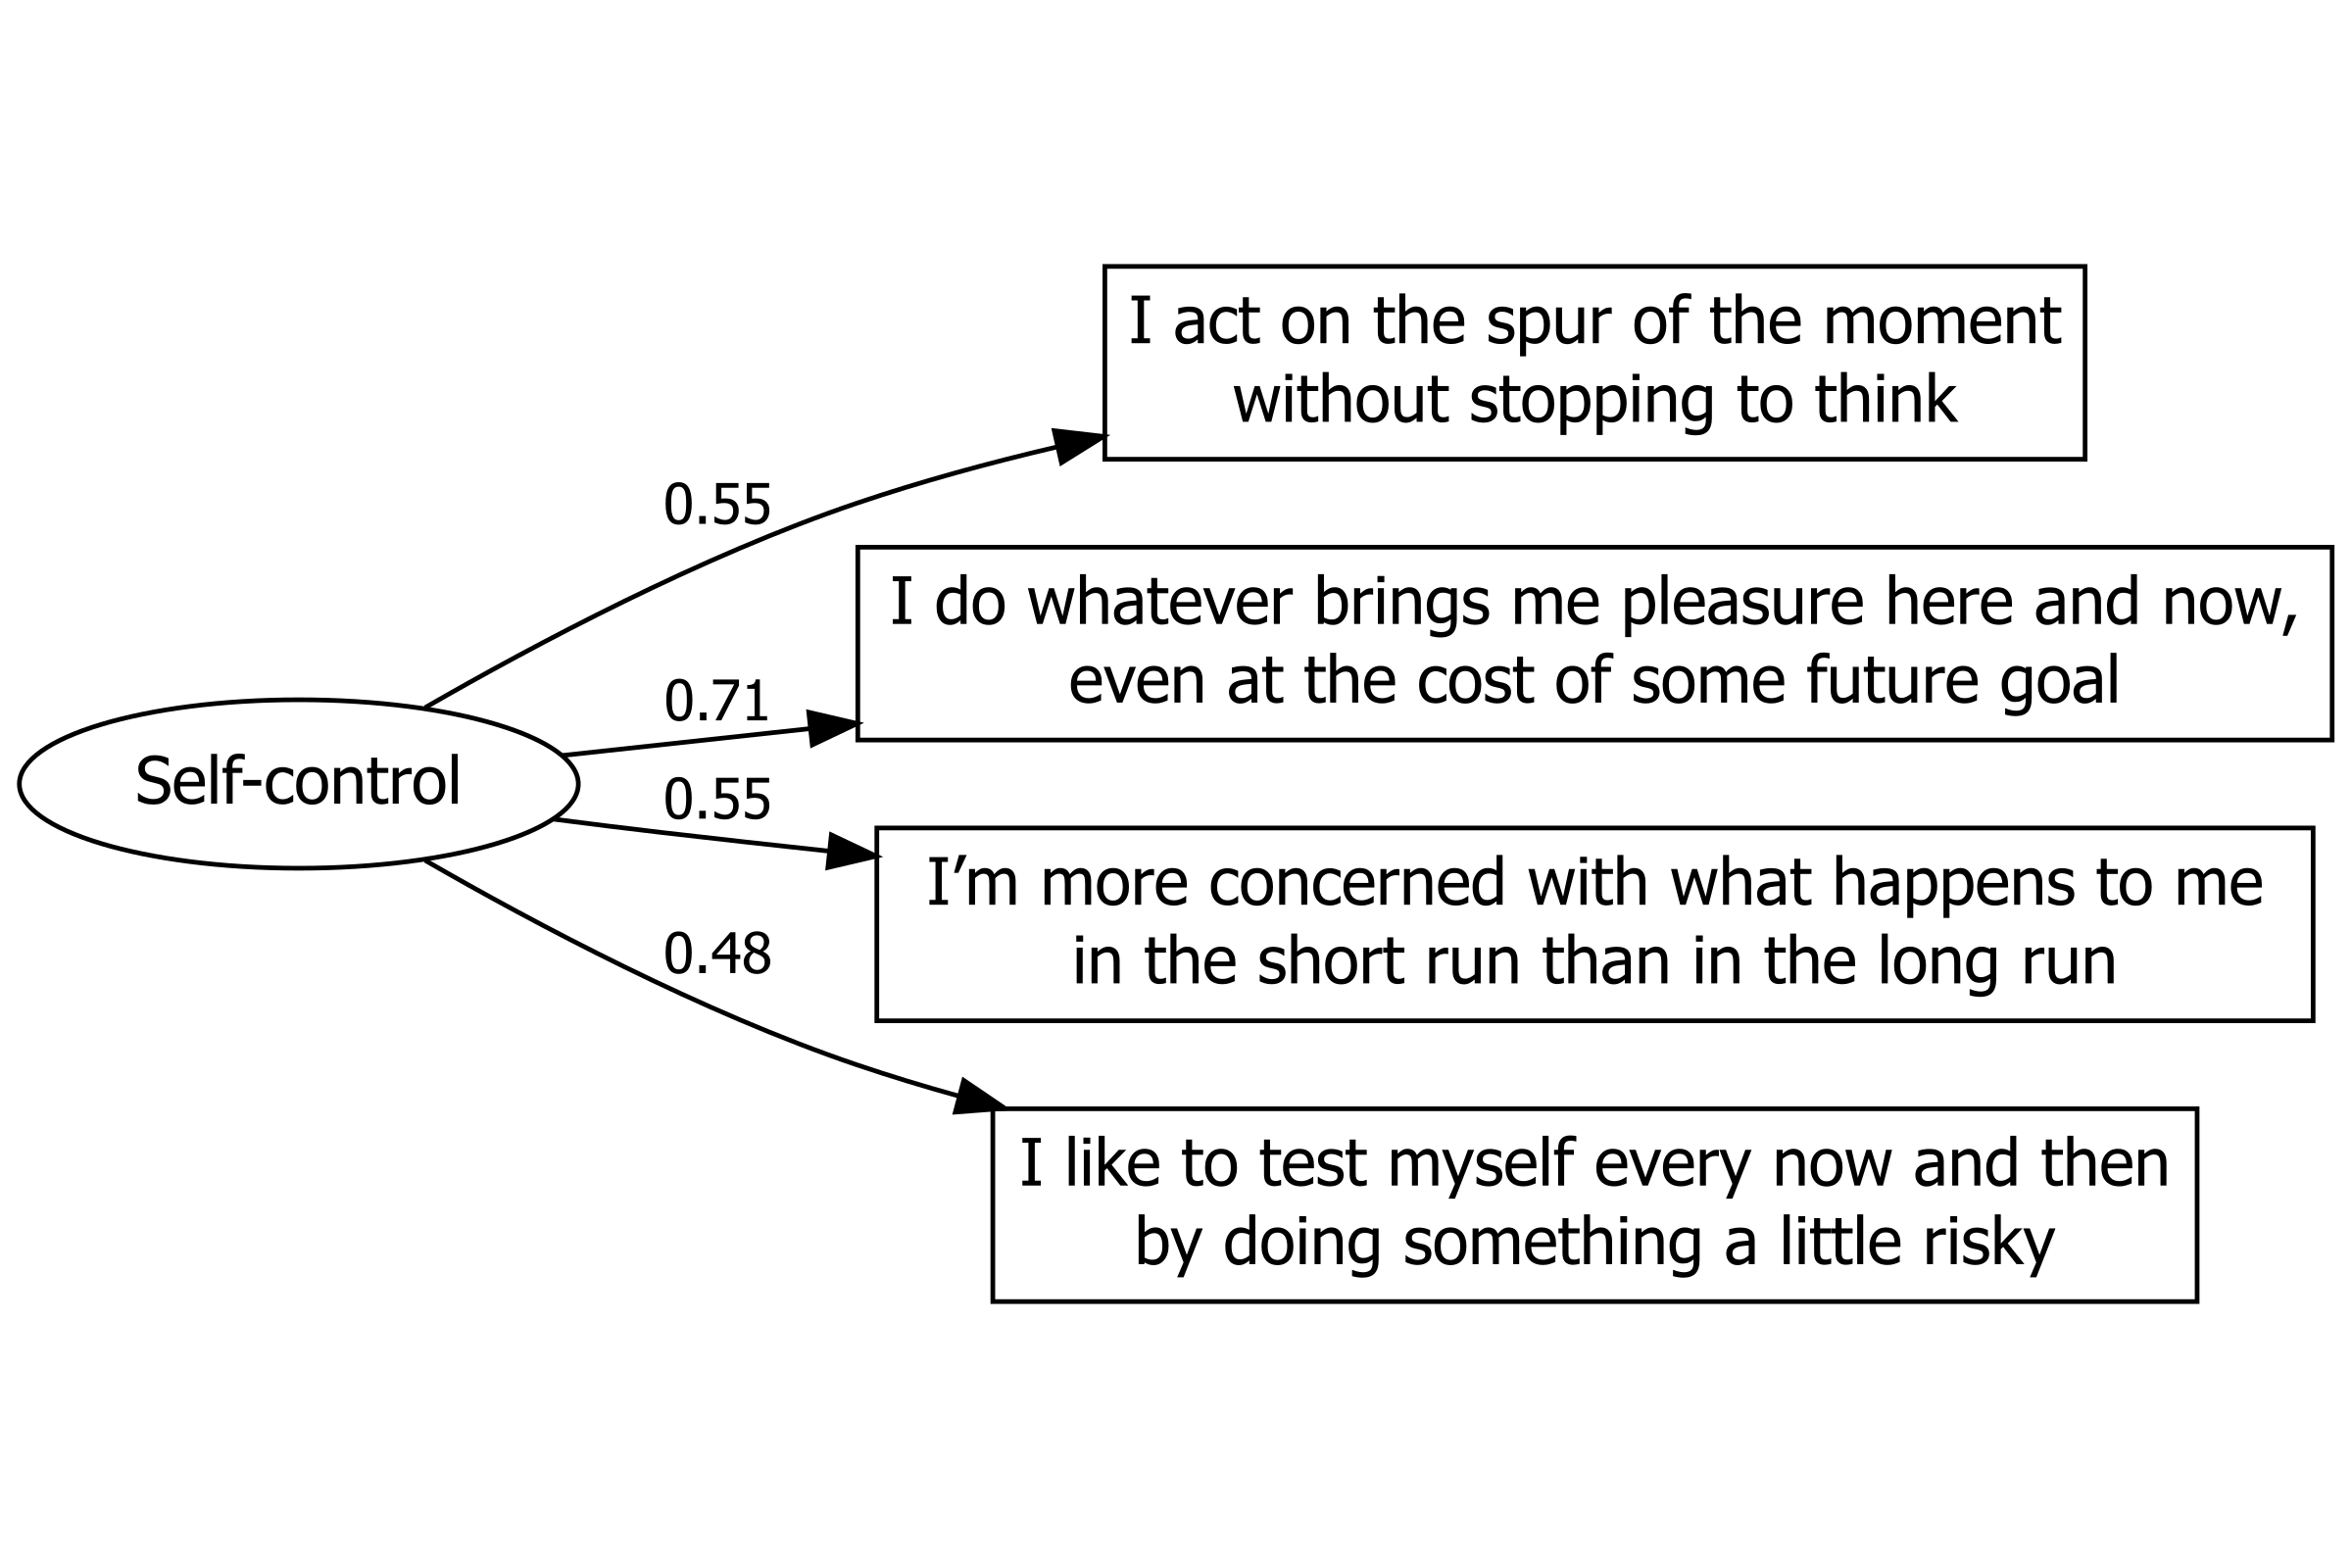 I act on the spur of the moment
without stopping to think
0.55
I do whatever brings me pleasure here and now,
even at the cost of some future goal
0.71
Self-control
0.55
I'm more concerned with what happens to me
in the short run than in the long run
0.48
I like to test myself every now and then
by doing something a little risky